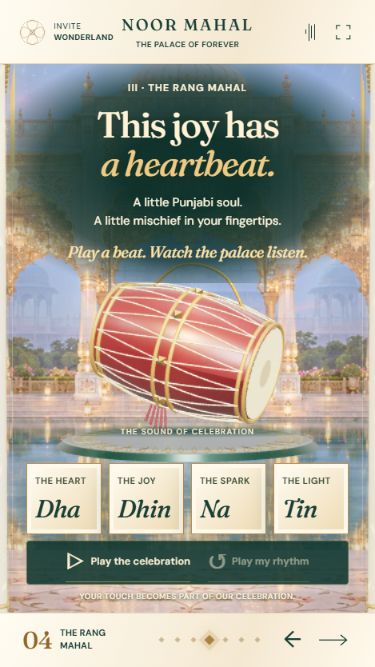 INVITE
WONDERLAND
NOOR MAHAL
THE PALACE OF FOREVER
III · THE RANG MAHAL
This joy has
a heartbeat.
A little Punjabi soul.
A little mischief in your fingertips.
Play a beat. Watch the palace listen.
THE SOUND OF CELEBRATION
THE HEART
Dha
THE JOY
Dhin
THE SPARK
Na
THE LIGHT
Tin
Play the celebration
Play my rhythm
YOUR TOUCH BECOMES PART OF OUR CELEBRATION.
04
THE RANG
MAHAL